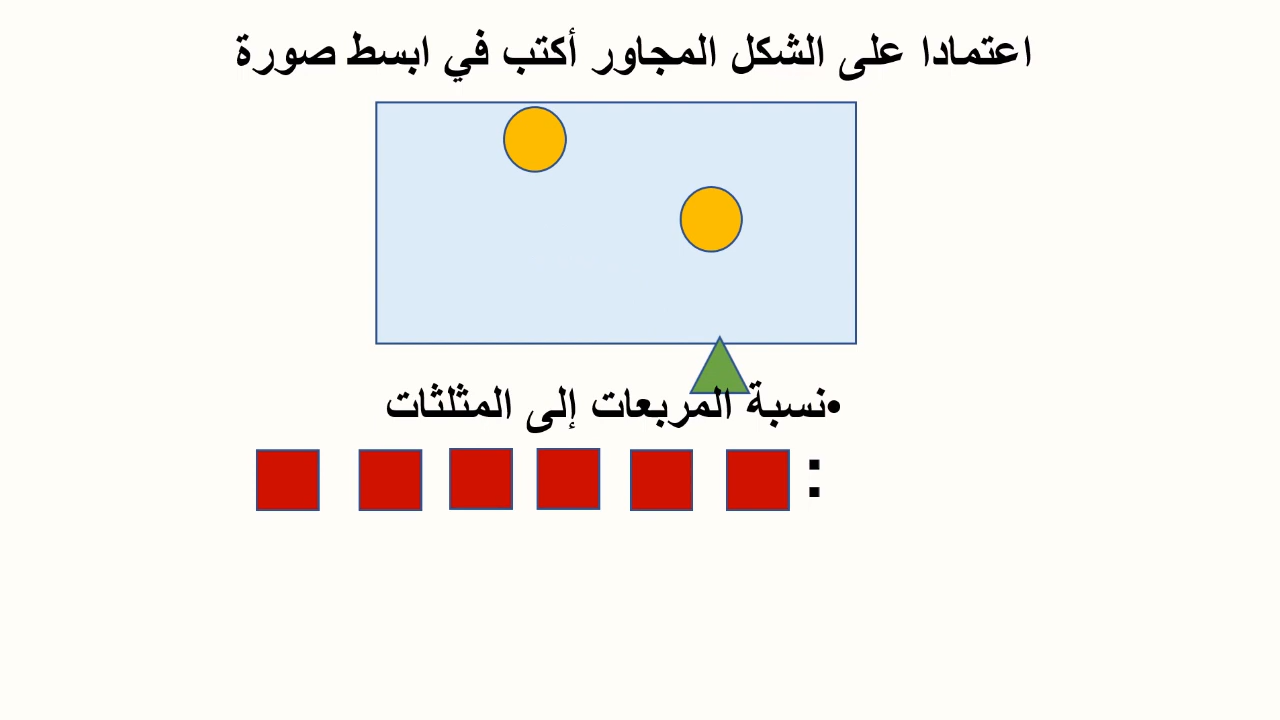 اعتمادا على الشكل المجاور أكتب في ابسط صورة
•نسبة المربعات إلى المثلثات
: